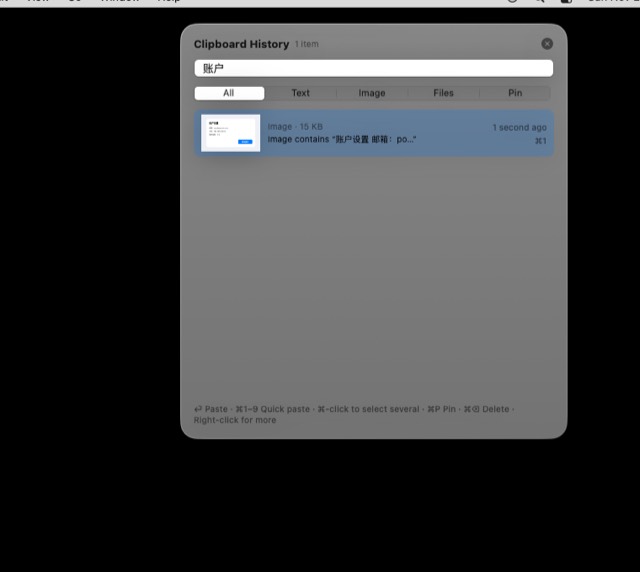 Clipboard History 1 item
账户
All Text Image Files Pin
Image · 15 KB 1 second ago
Image contains "账户设置 邮箱：po..." ⌘1
⏎ Paste · ⌘1–9 Quick paste · ⌘-click to select several · ⌘P Pin · ⌘⌫ Delete ·
Right-click for more